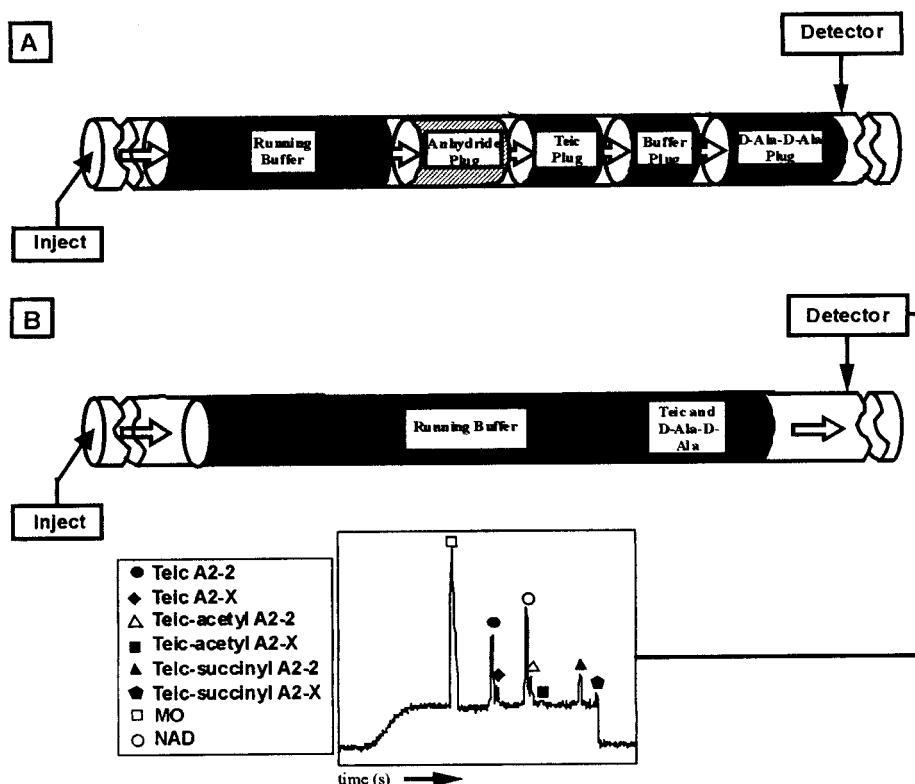 A
Detector
Running
Buffer
Anhydride
Plug
Teic
Plug
Buffer
Plug
D-Ala-D-Ala
Plug
Inject
B
Detector
Running Buffer
Teic and
D-Ala-D-
Ala
Inject
Teic A2-2
Teic A2-X
Teic-acetyl A2-2
Teic-acetyl A2-X
Teic-succinyl A2-2
Teic-succinyl A2-X
MO
NAD
time (s)